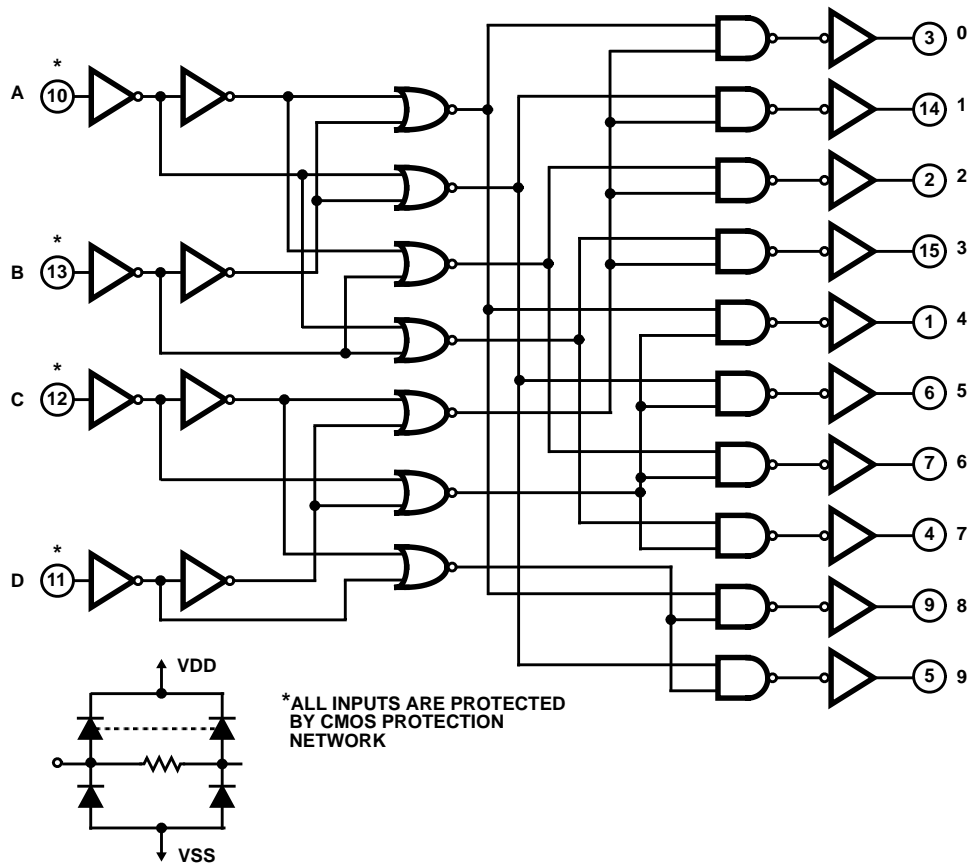 3 0
*
A 10
14 1
2 2
*
B 13
15 3
1 4
*
C 12
6 5
7 6
4 7
*
D 11
9 8
5 9
VDD
*ALL INPUTS ARE PROTECTED
BY CMOS PROTECTION
NETWORK
VSS